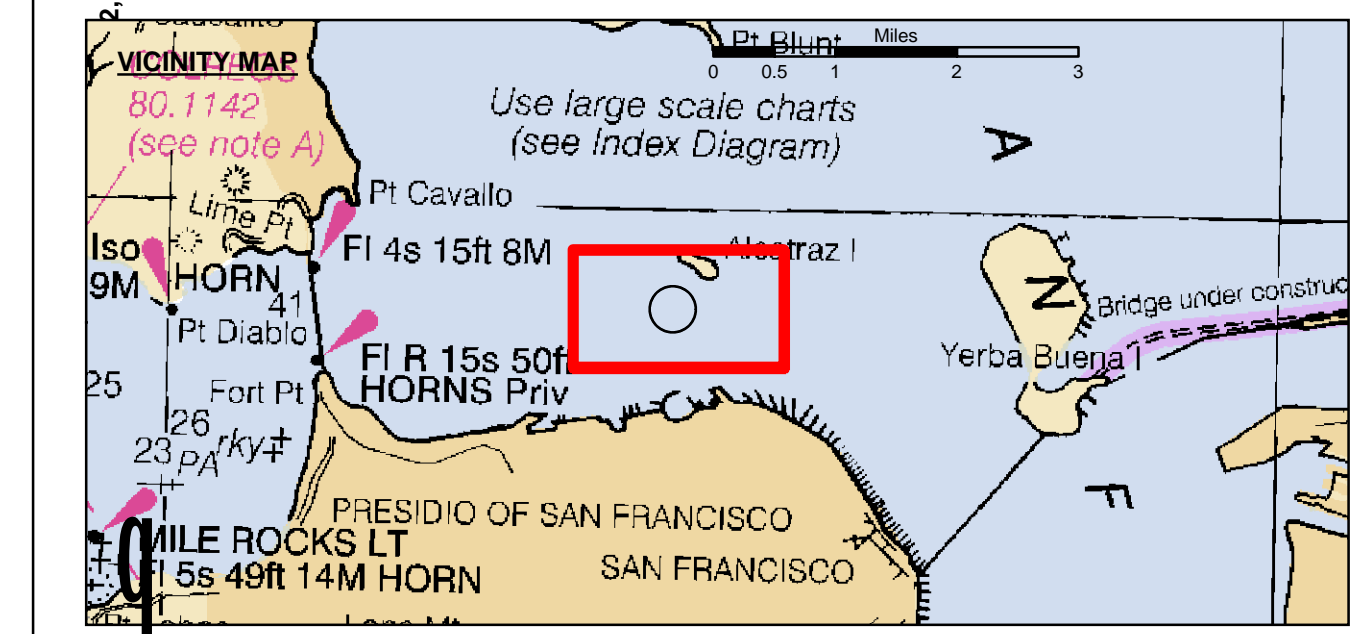 VICINITY MAP
COLREGS
80.1142
(see note A)
Pt Blunt
Miles
0 0.5 1 2 3
Use large scale charts
(see Index Diagram)
A
Lime Pt
Pt Cavallo
Iso
9M
HORN
Fl 4s 15ft 8M
Alcatraz I
N
41
Pt Diablo
Bridge under construc
Fl R 15s 50ft
HORNS Priv
Yerba Buena I
25
Fort Pt
26
23
PA
rky
F
PRESIDIO OF SAN FRANCISCO
MILE ROCKS LT
Fl 5s 49ft 14M HORN
SAN FRANCISCO